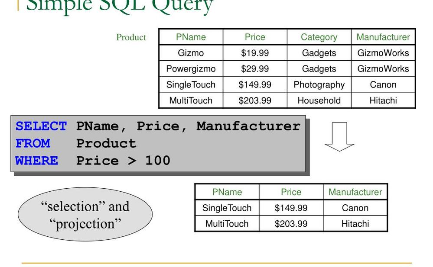 Simple SQL Query
Product
PName Price Category Manufacturer
Gizmo $19.99 Gadgets GizmoWorks
Powergizmo $29.99 Gadgets GizmoWorks
SingleTouch $149.99 Photography Canon
MultiTouch $203.99 Household Hitachi
SELECT PName, Price, Manufacturer
FROM Product
WHERE Price > 100
“selection” and
“projection”
PName Price Manufacturer
SingleTouch $149.99 Canon
MultiTouch $203.99 Hitachi